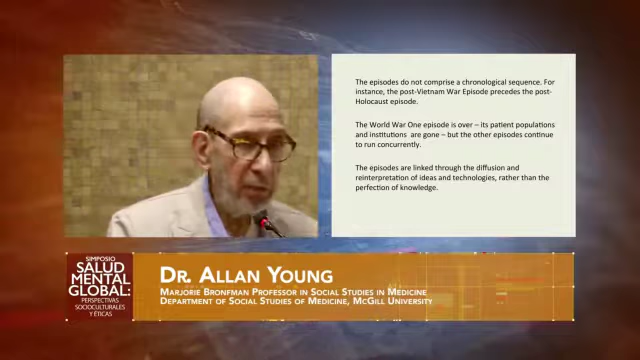 The episodes do not comprise a chronological sequence. For
instance, the post-Vietnam War Episode precedes the post-
Holocaust episode.
The World War One episode is over – its patient populations
and institutions are gone – but the other episodes continue
to run concurrently.
The episodes are linked through the diffusion and
reinterpretation of ideas and technologies, rather than the
perfection of knowledge.
SIMPOSIO
SALUD
MENTAL
GLOBAL:
PERSPECTIVAS
SOCIOCULTURALES
Y ÉTICAS
DR. ALLAN YOUNG
MARJORIE BRONFMAN PROFESSOR IN SOCIAL STUDIES IN MEDICINE
DEPARTMENT OF SOCIAL STUDIES OF MEDICINE, MCGILL UNIVERSITY